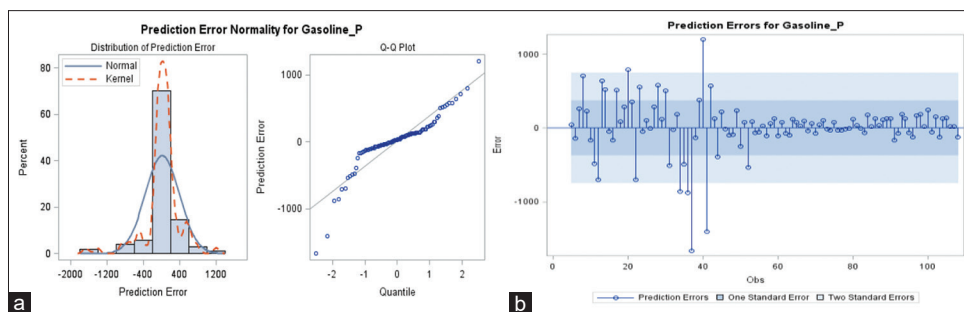 Prediction Error Normality for Gasoline_P
Distribution of Prediction Error
Normal
Kernel
Percent
80
60
40
20
0
-2000
-1200
-400
400
1200
Prediction Error
a
Q-Q Plot
Prediction Error
1000
0
-1000
-2
-1
0
1
2
Quantile
Prediction Errors for Gasoline_P
Error
1000
0
-1000
0
20
40
60
80
100
Obs
Prediction Errors
One Standard Error
Two Standard Errors
b